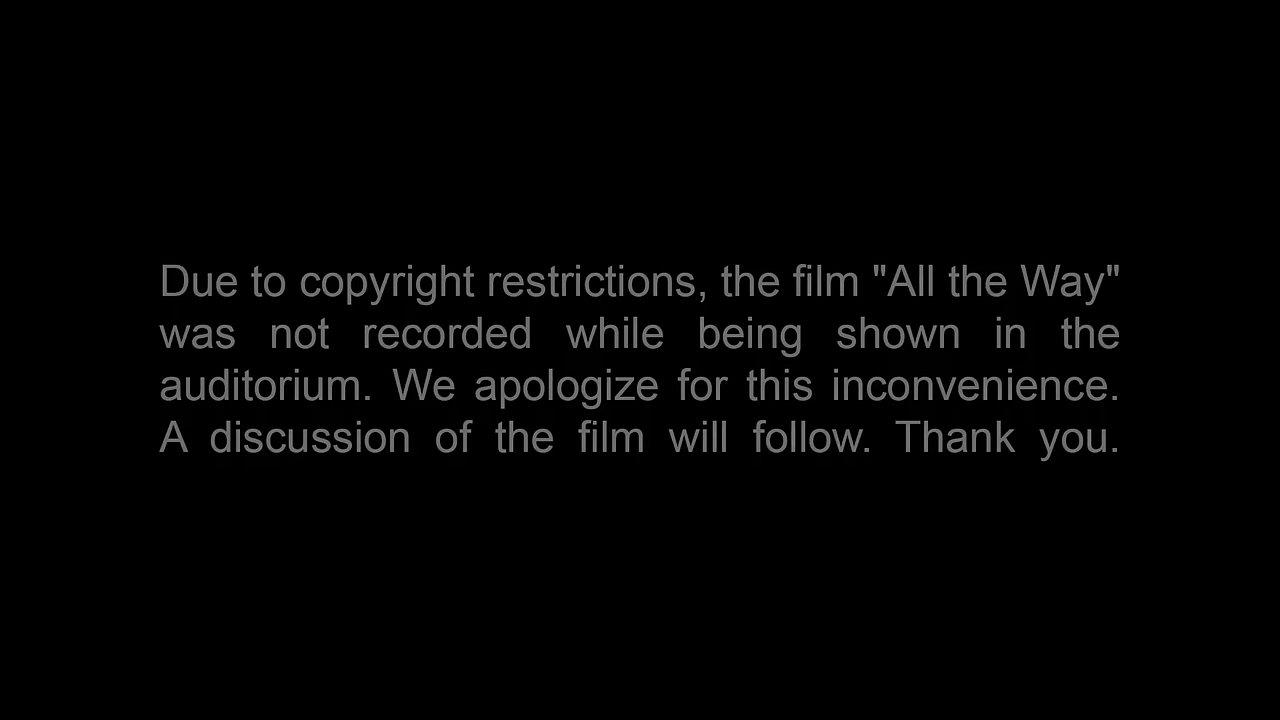 Due to copyright restrictions, the film "All the Way"
was not recorded while being shown in the
auditorium. We apologize for this inconvenience.
A discussion of the film will follow. Thank you.